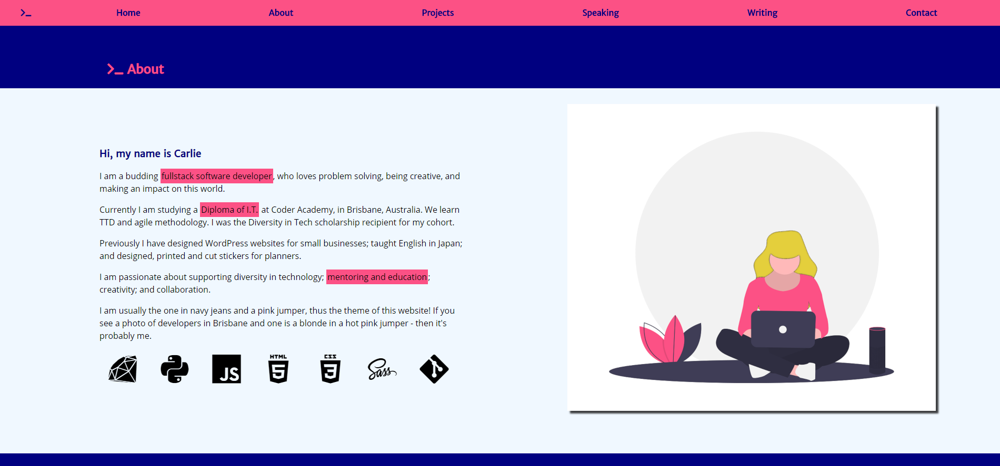 >_ Home About Projects Speaking Writing Contact
>_ About
Hi, my name is Carlie
I am a budding fullstack software developer, who loves problem solving, being creative, and
making an impact on this world.
Currently I am studying a Diploma of I.T. at Coder Academy, in Brisbane, Australia. We learn
TTD and agile methodology. I was the Diversity in Tech scholarship recipient for my cohort.
Previously I have designed WordPress websites for small businesses; taught English in Japan;
and designed, printed and cut stickers for planners.
I am passionate about supporting diversity in technology; mentoring and education;
creativity; and collaboration.
I am usually the one in navy jeans and a pink jumper, thus the theme of this website! If you
see a photo of developers in Brisbane and one is a blonde in a hot pink jumper - then it's
probably me.
JS HTML 5 CSS 3 Sass